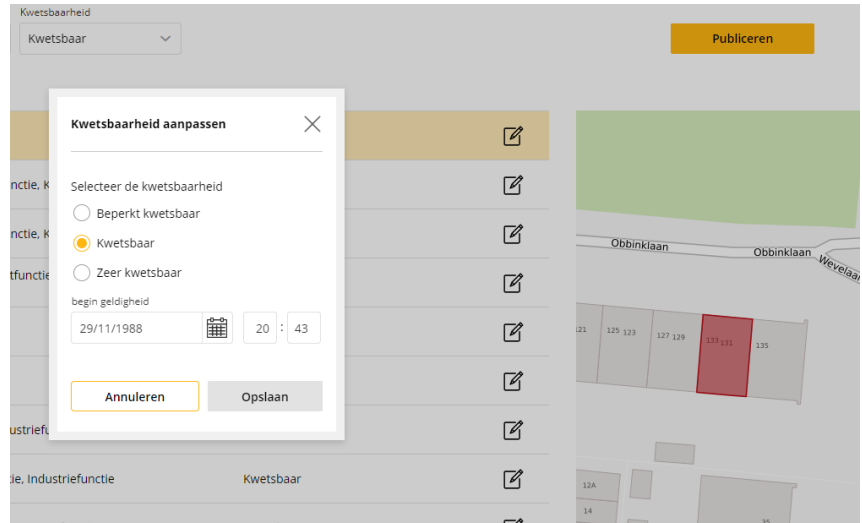 Kwetsbaarheid
Kwetsbaar
Publiceren
Kwetsbaarheid aanpassen
Selecteer de kwetsbaarheid
Beperkt kwetsbaar
Kwetsbaar
Zeer kwetsbaar
begin geldigheid
29/11/1988
20 : 43
Annuleren
Opslaan
nctie, K
nctie, K
tfunctie
ustriefu
tie, Industriefunctie
Kwetsbaar
Obbinklaan
Obbinklaan
Wevelaan
121
125 123
127 129
133 131
135
12A
14
35